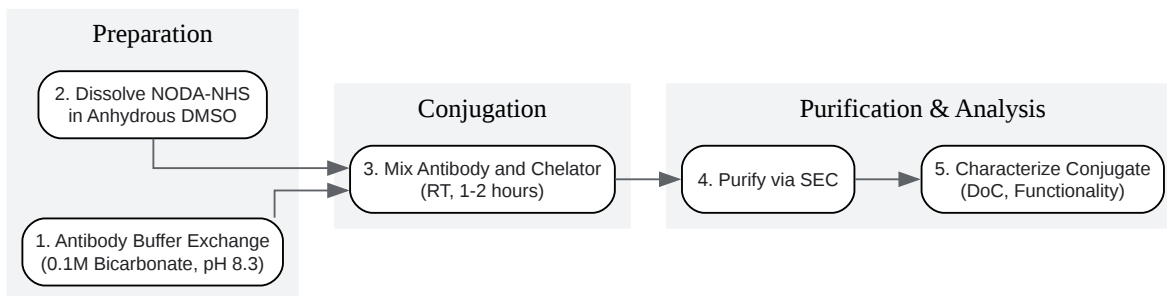 Preparation
2. Dissolve NODA-NHS
in Anhydrous DMSO
1. Antibody Buffer Exchange
(0.1M Bicarbonate, pH 8.3)
Conjugation
3. Mix Antibody and Chelator
(RT, 1-2 hours)
Purification & Analysis
4. Purify via SEC
5. Characterize Conjugate
(DoC, Functionality)